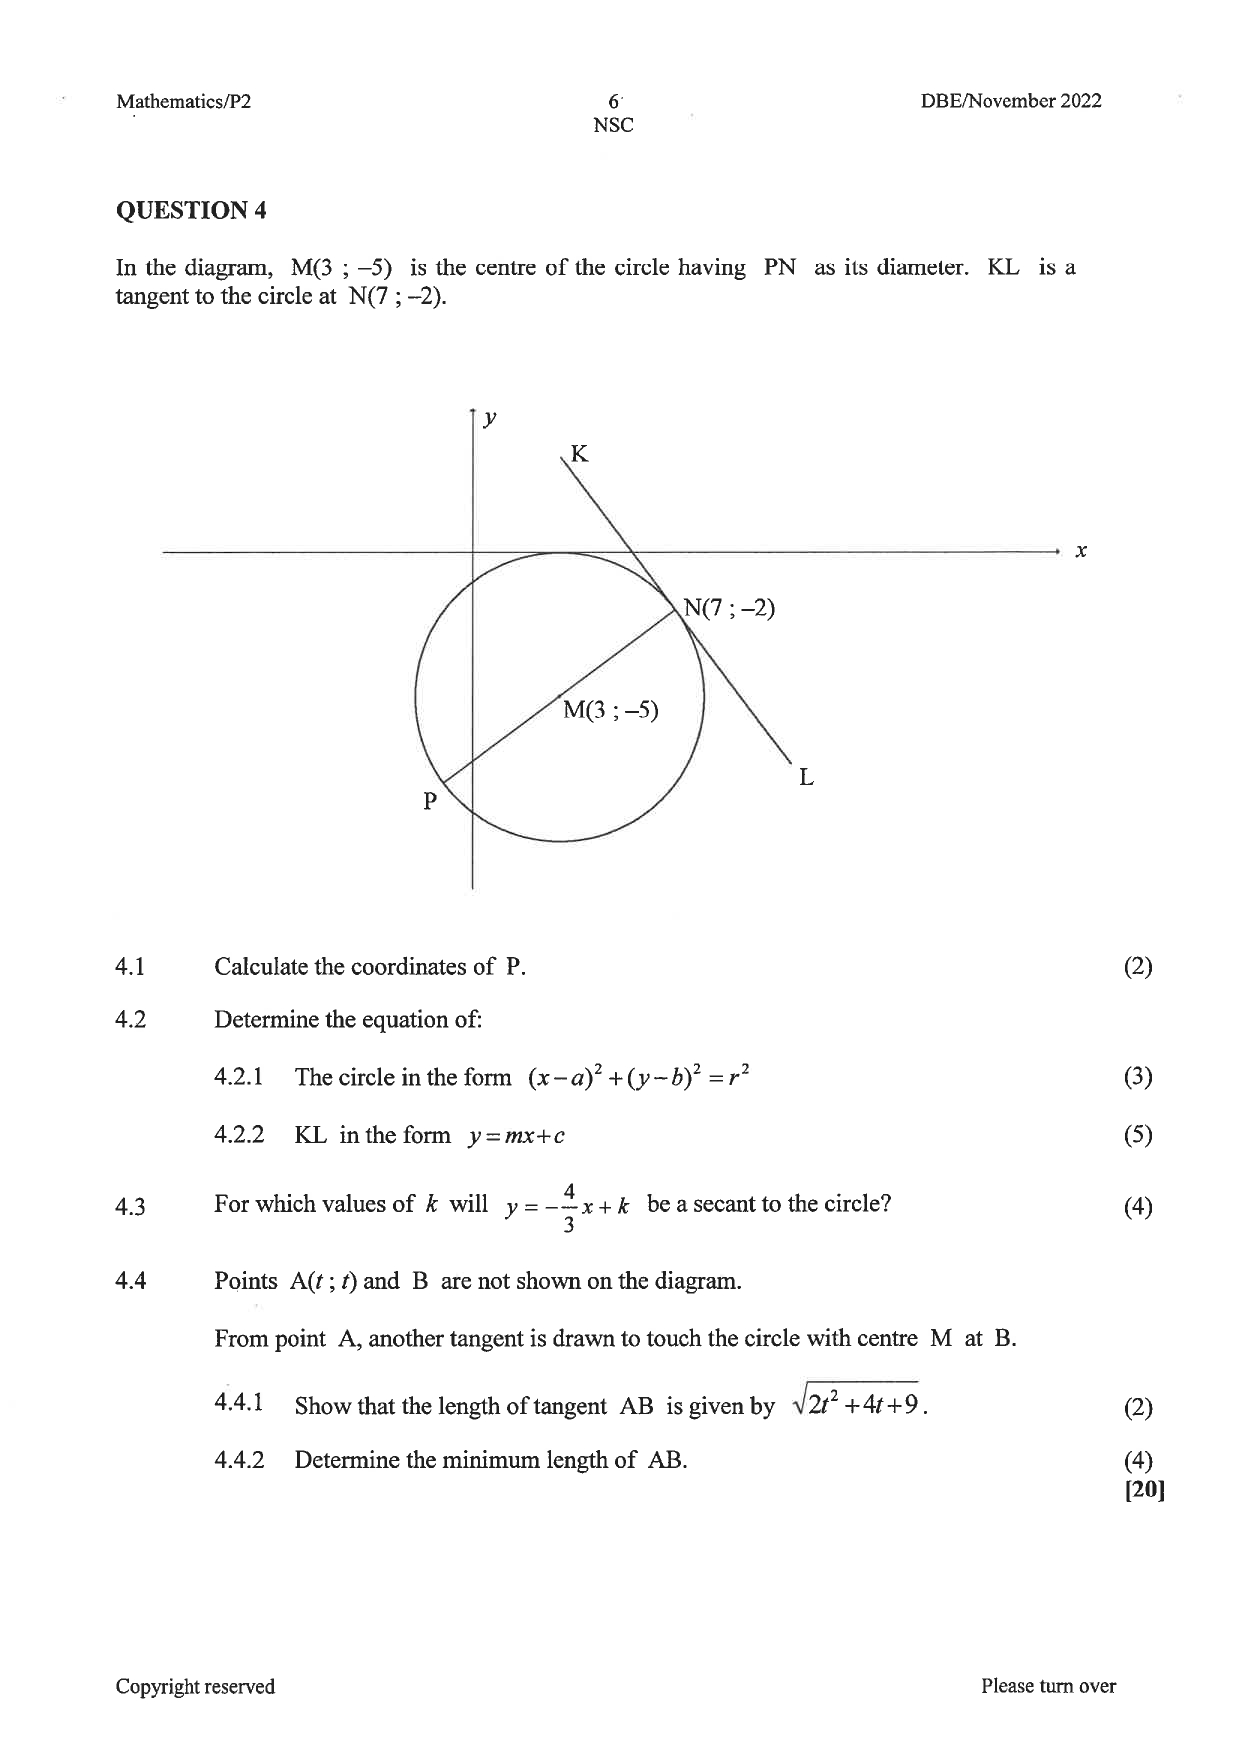 Mathematics/P2 6 DBE/November 2022
NSC
QUESTION 4
In the diagram, M(3 ; –5) is the centre of the circle having PN as its diameter. KL is a
tangent to the circle at N(7 ; –2).
y
K
x
N(7 ; –2)
M(3 ; –5)
L
P
4.1 Calculate the coordinates of P. (2)
4.2 Determine the equation of:
4.2.1 The circle in the form (x – a)² + (y – b)² = r² (3)
4.2.2 KL in the form y = mx + c (5)
4.3 For which values of k will y = –4/3 x + k be a secant to the circle? (4)
4.4 Points A(t ; t) and B are not shown on the diagram.
From point A, another tangent is drawn to touch the circle with centre M at B.
4.4.1 Show that the length of tangent AB is given by √(2t² + 4t + 9). (2)
4.4.2 Determine the minimum length of AB. (4)
[20]
Copyright reserved Please turn over